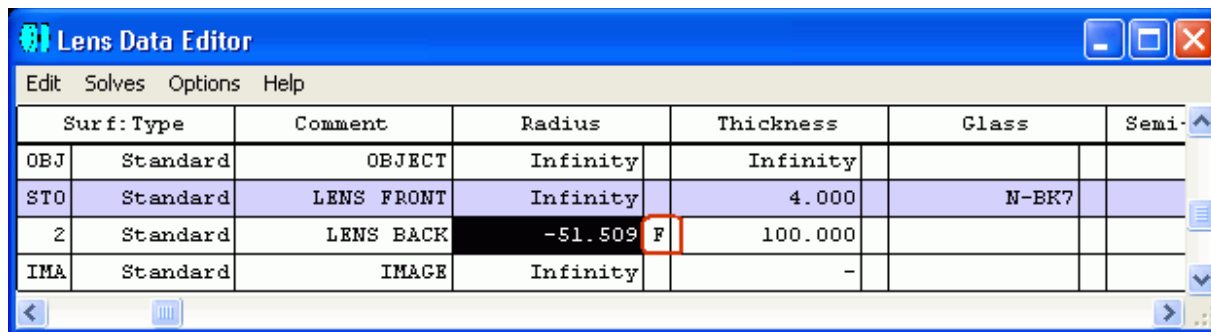 Lens Data Editor
Edit Solves Options Help
Surf:Type Comment Radius Thickness Glass Semi-
OBJ Standard OBJECT Infinity Infinity
STO Standard LENS FRONT Infinity 4.000 N-BK7
2 Standard LENS BACK -51.509 F 100.000
IMA Standard IMAGE Infinity -